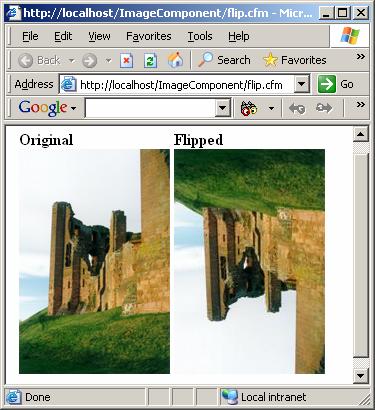 http://localhost/ImageComponent/flip.cfm - Micr...
File Edit View Favorites Tools Help
Back Search Favorites
Address http://localhost/ImageComponent/flip.cfm Go
Google
Original Flipped
Done Local intranet